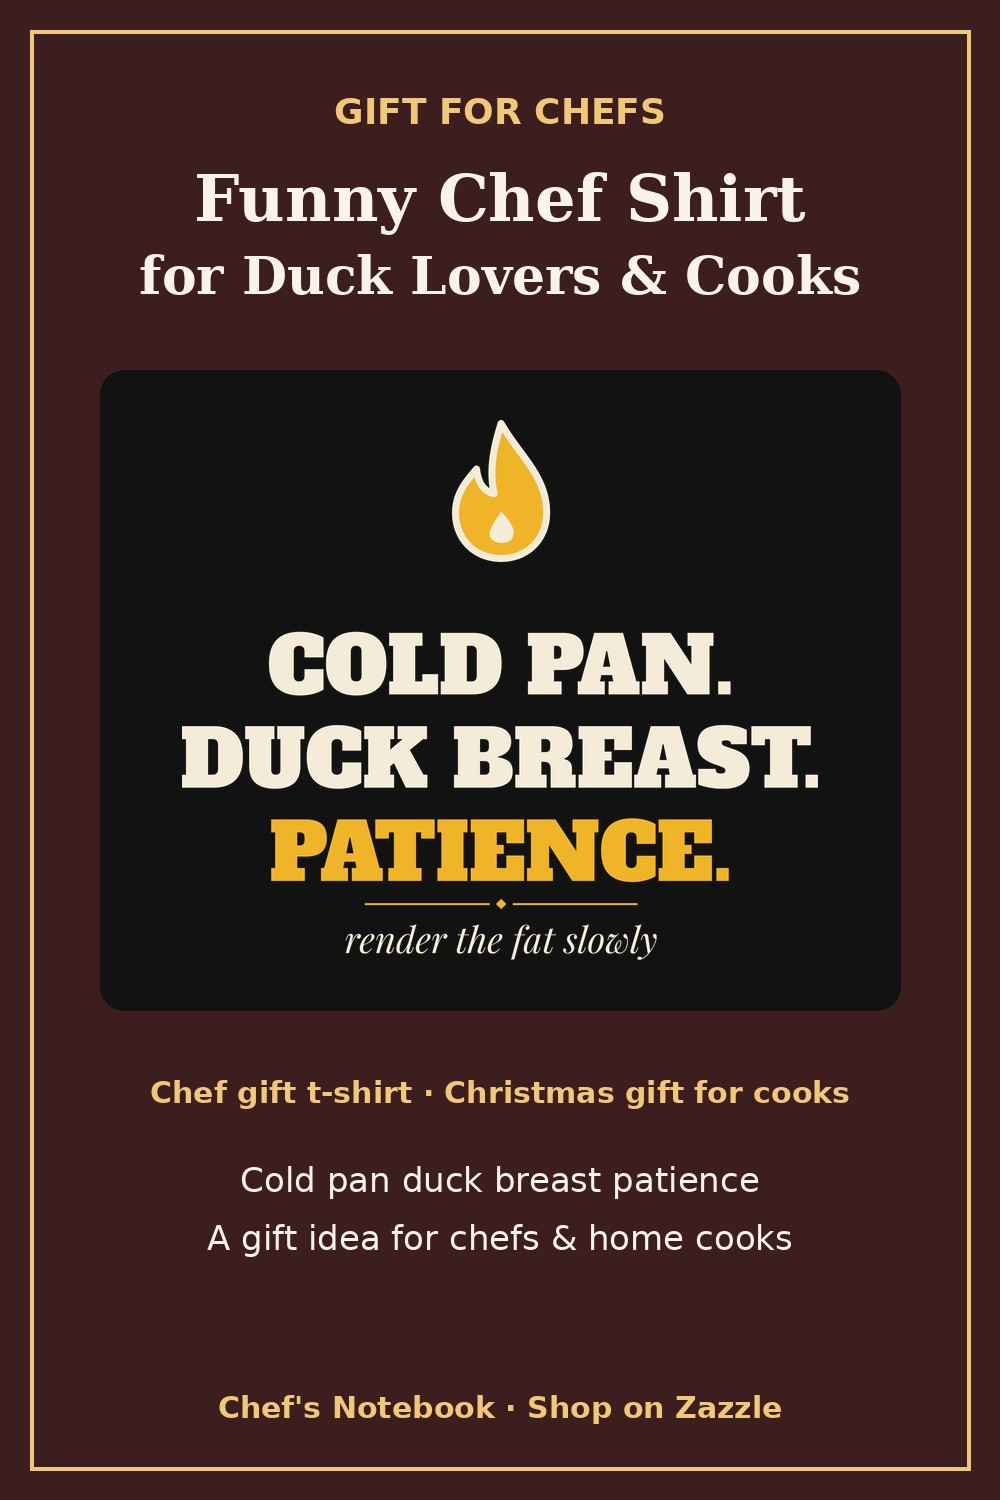 GIFT FOR CHEFS
Funny Chef Shirt
for Duck Lovers & Cooks
COLD PAN.
DUCK BREAST.
PATIENCE.
render the fat slowly
Chef gift t-shirt · Christmas gift for cooks
Cold pan duck breast patience
A gift idea for chefs & home cooks
Chef's Notebook · Shop on Zazzle